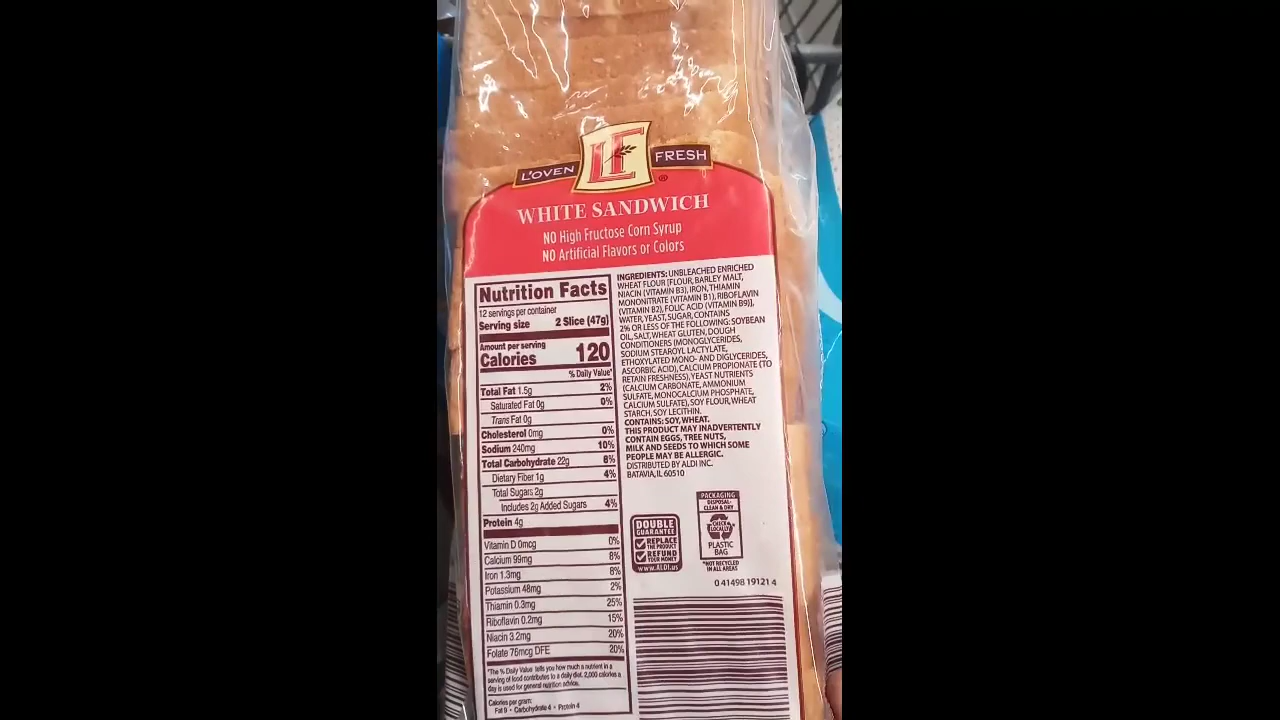 L'OVEN LF FRESH
®
WHITE SANDWICH
NO High Fructose Corn Syrup
NO Artificial Flavors or Colors
Nutrition Facts
12 servings per container
Serving size 2 Slice (47g)
Amount per serving
Calories 120
% Daily Value*
Total Fat 1.5g 2%
Saturated Fat 0g 0%
Trans Fat 0g
Cholesterol 0mg 0%
Sodium 240mg 10%
Total Carbohydrate 22g 8%
Dietary Fiber 1g 4%
Total Sugars 2g
Includes 2g Added Sugars 4%
Protein 4g
Vitamin D 0mcg 0%
Calcium 99mg 8%
Iron 1.3mg 8%
Potassium 48mg 2%
Thiamin 0.3mg 25%
Riboflavin 0.2mg 15%
Niacin 3.2mg 20%
Folate 76mcg DFE 20%
*The % Daily Value tells you how much a nutrient in a
serving of food contributes to a daily diet. 2,000 calories a
day is used for general nutrition advice.
Calories per gram:
Fat 9 • Carbohydrate 4 • Protein 4
INGREDIENTS: UNBLEACHED ENRICHED
WHEAT FLOUR [FLOUR, BARLEY MALT,
NIACIN (VITAMIN B3), IRON, THIAMIN
MONONITRATE (VITAMIN B1), RIBOFLAVIN
(VITAMIN B2), FOLIC ACID (VITAMIN B9)],
WATER, YEAST, SUGAR, CONTAINS
2% OR LESS OF THE FOLLOWING: SOYBEAN
OIL, SALT, WHEAT GLUTEN, DOUGH
CONDITIONERS (MONOGLYCERIDES,
SODIUM STEAROYL LACTYLATE,
ETHOXYLATED MONO- AND DIGLYCERIDES,
ASCORBIC ACID), CALCIUM PROPIONATE (TO
RETAIN FRESHNESS), YEAST NUTRIENTS
(CALCIUM CARBONATE, AMMONIUM
SULFATE, MONOCALCIUM PHOSPHATE,
CALCIUM SULFATE), SOY FLOUR, WHEAT
STARCH, SOY LECITHIN.
CONTAINS: SOY, WHEAT.
THIS PRODUCT MAY INADVERTENTLY
CONTAIN EGGS, TREE NUTS,
MILK AND SEEDS TO WHICH SOME
PEOPLE MAY BE ALLERGIC.
DISTRIBUTED BY ALDI INC.
BATAVIA, IL 60510
DOUBLE
GUARANTEE
REPLACE
THE PRODUCT
REFUND
YOUR MONEY
www.ALDI.us
PACKAGING
DISPOSAL-
CLEAN & DRY
CHECK
LOCALLY*
PLASTIC
BAG
*NOT RECYCLED
IN ALL AREAS
0 41498 19121 4